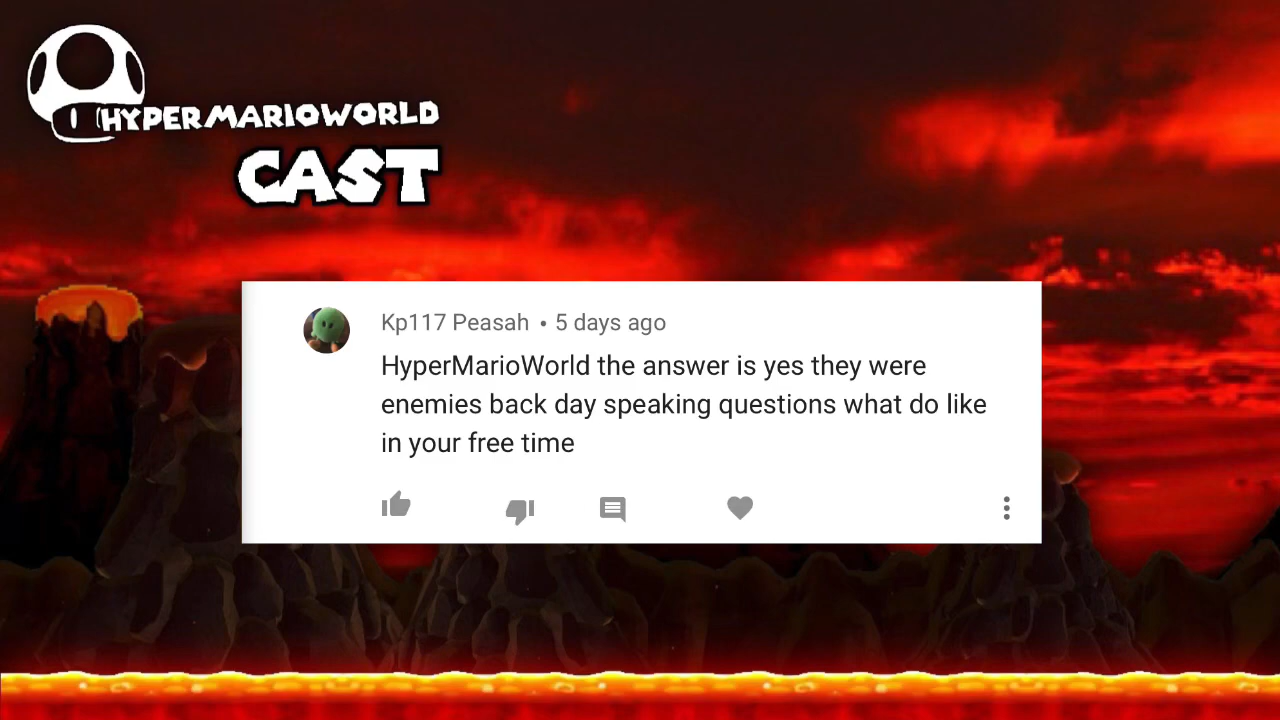 HYPERMARIOWORLD
CAST
Kp117 Peasah • 5 days ago
HyperMarioWorld the answer is yes they were
enemies back day speaking questions what do like
in your free time